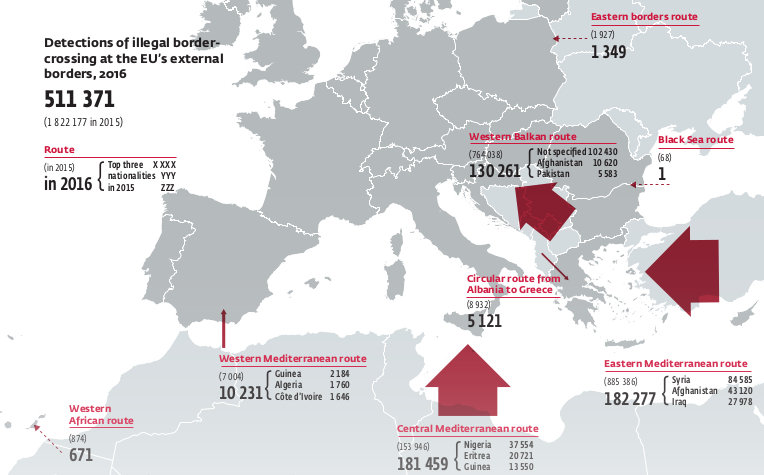 Detections of illegal border-
crossing at the EU's external
borders, 2016
511 371
(1 822 177 in 2015)
Route
(in 2015)
in 2016
Top three X XXX
nationalities YYY
in 2015 ZZZ
Eastern borders route
(1 927)
1 349
Black Sea route
(68)
1
Western Balkan route
(764 038)
130 261
Not specified 102 430
Afghanistan 10 620
Pakistan 5 583
Circular route from
Albania to Greece
(8 932)
5 121
Western Mediterranean route
(7 004)
10 231
Guinea 2 184
Algeria 1 760
Côte d'Ivoire 1 646
Eastern Mediterranean route
(885 386)
182 277
Syria 84 585
Afghanistan 43 120
Iraq 27 978
Western
African route
(874)
671
Central Mediterranean route
(153 946)
181 459
Nigeria 37 554
Eritrea 20 721
Guinea 13 550